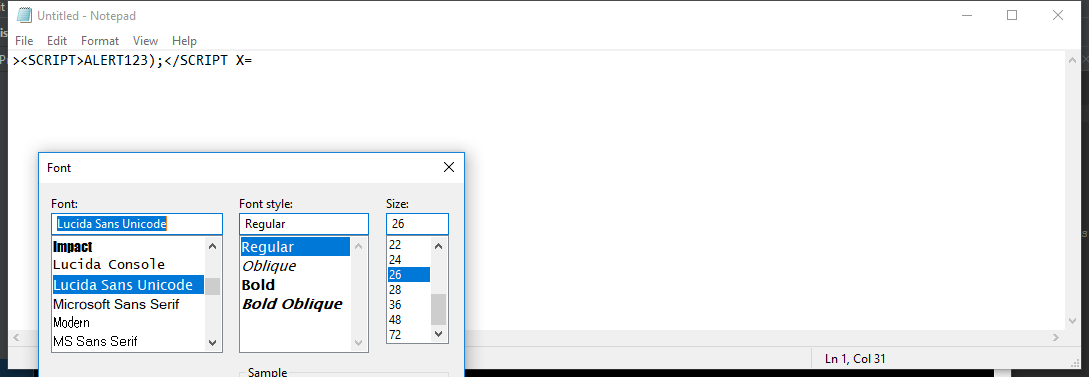 Untitled - Notepad
File Edit Format View Help
><SCRIPT>ALERT123);</SCRIPT X=
Font
Font: Font style: Size:
Lucida Sans Unicode Regular 26
Impact Regular 22
Lucida Console Oblique 24
Lucida Sans Unicode Bold 26
Microsoft Sans Serif Bold Oblique 28
Modern 36
MS Sans Serif 48
72
Sample
Ln 1, Col 31